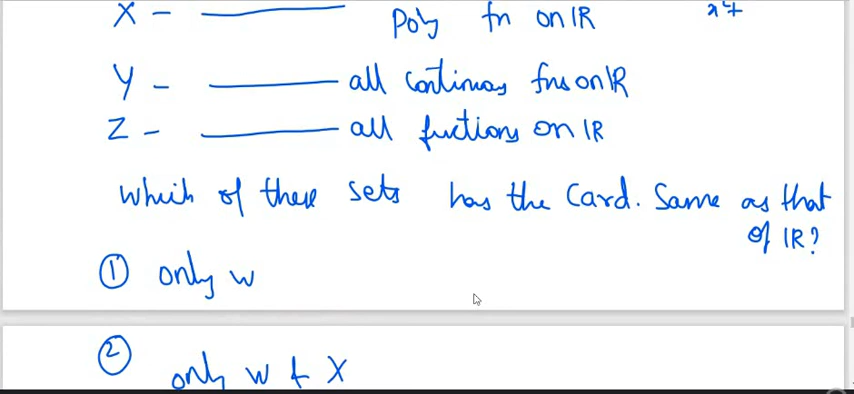 X - ——— Poly fn on IR
Y - ——— all continuous fns on IR
Z - ——— all fuctions on IR
Which of these sets has the Card. Same as that
of IR?
① only W
② only W & X